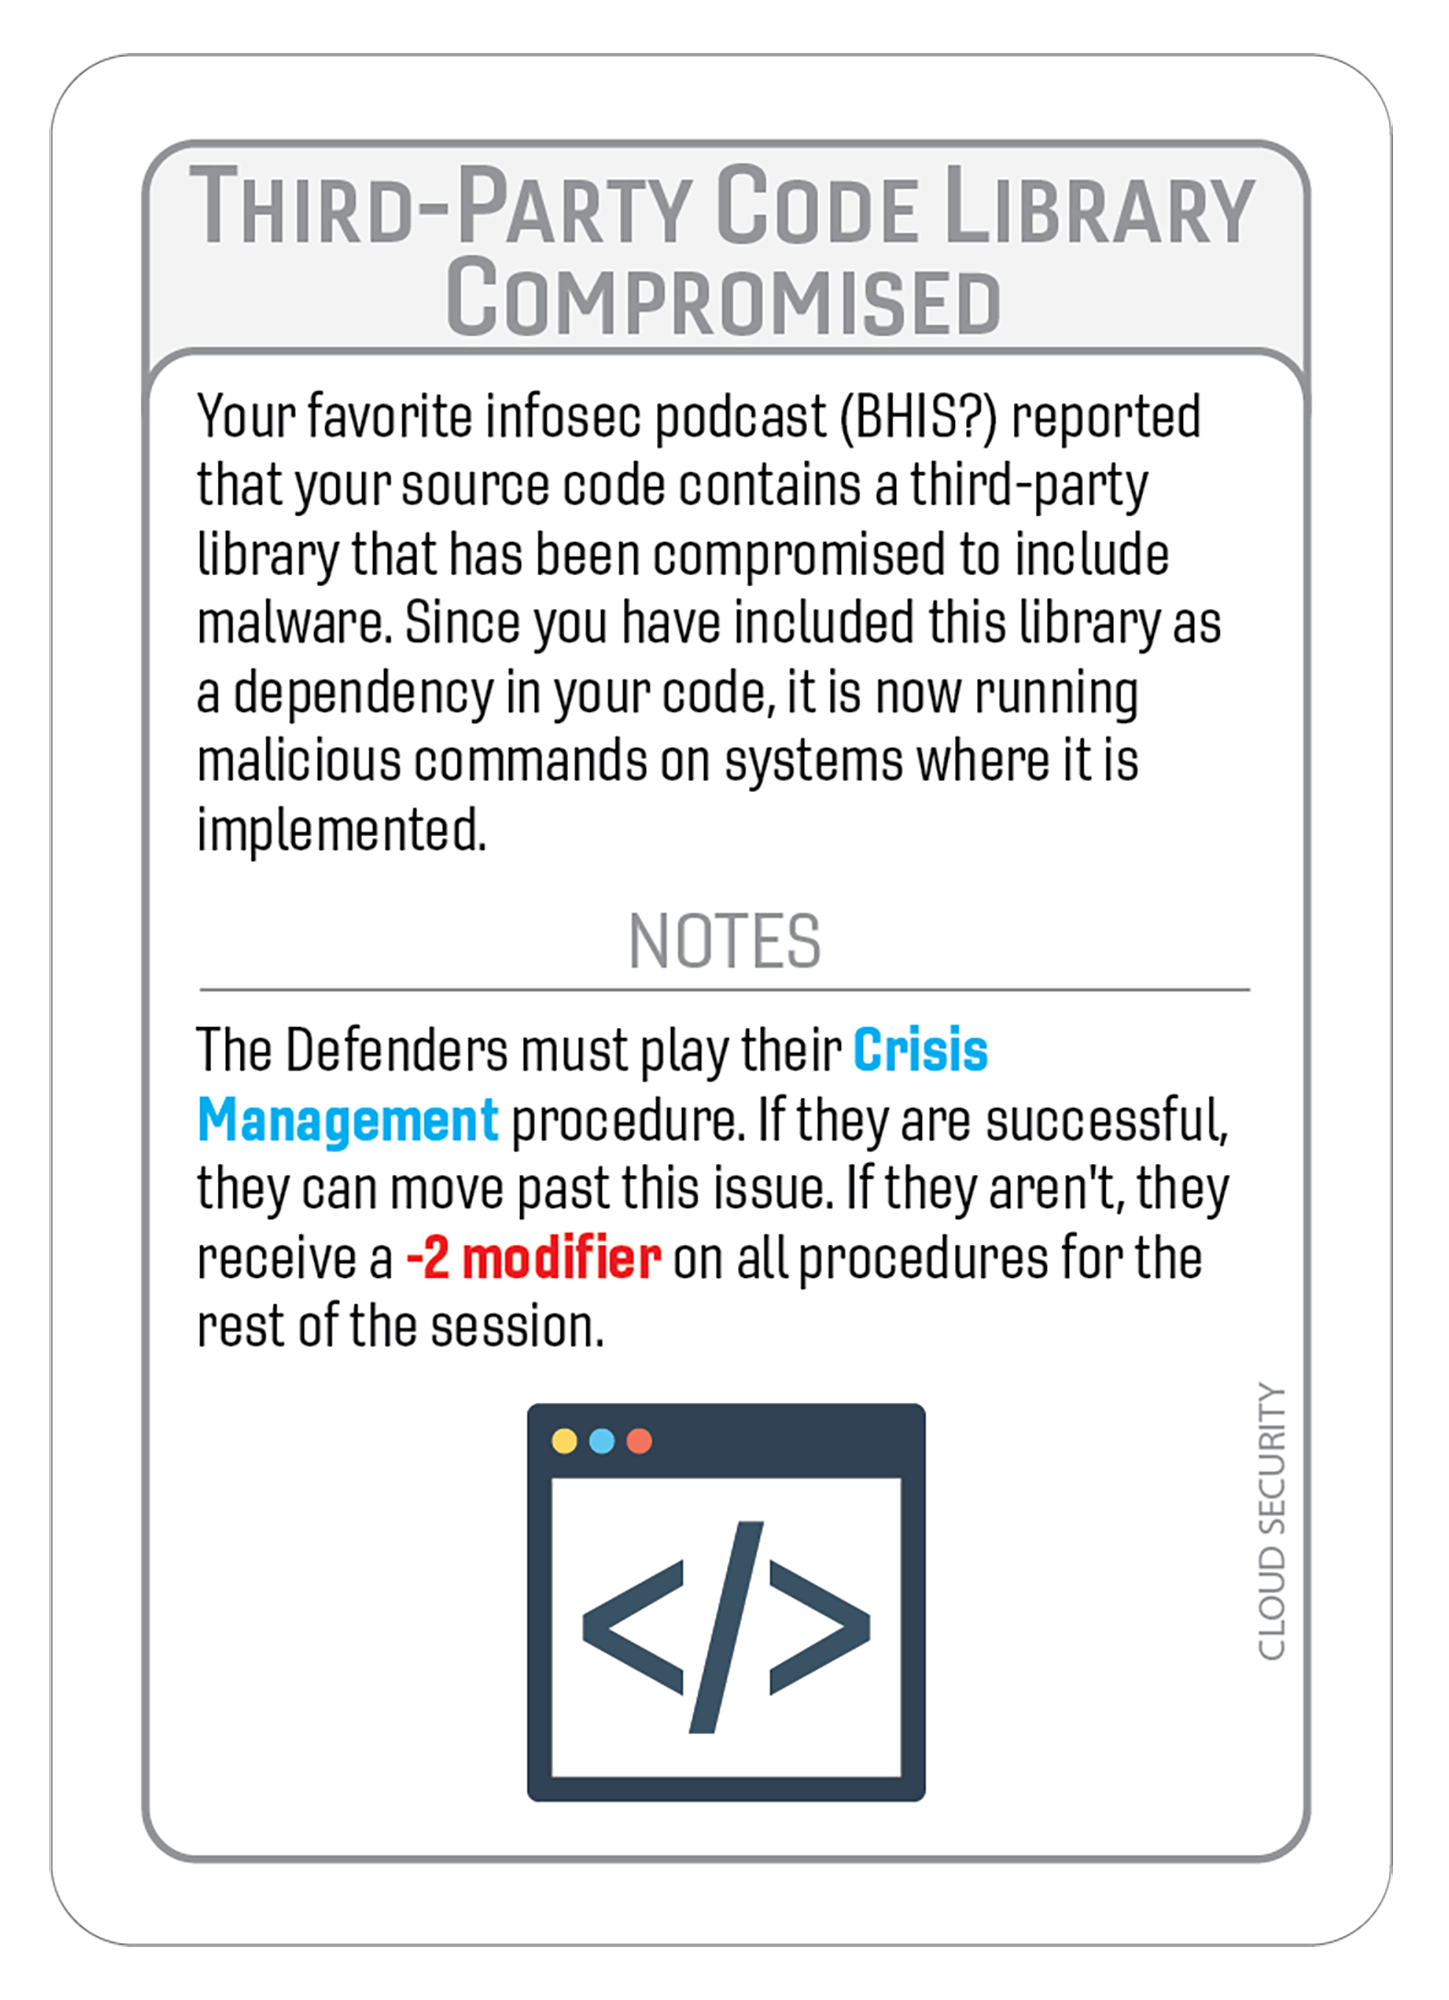 THIRD-PARTY CODE LIBRARY
COMPROMISED
Your favorite infosec podcast (BHIS?) reported
that your source code contains a third-party
library that has been compromised to include
malware. Since you have included this library as
a dependency in your code, it is now running
malicious commands on systems where it is
implemented.
NOTES
The Defenders must play their Crisis
Management procedure. If they are successful,
they can move past this issue. If they aren't, they
receive a -2 modifier on all procedures for the
rest of the session.
</>
CLOUD SECURITY